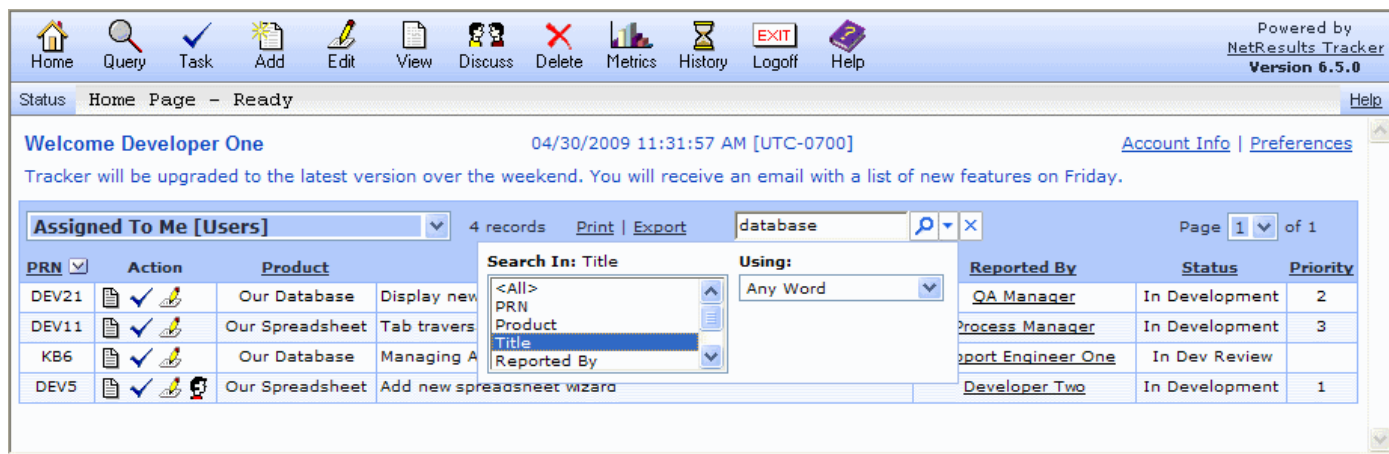 Home Query Task Add Edit View Discuss Delete Metrics History EXIT Logoff Help
Powered by
NetResults Tracker
Version 6.5.0
Status Home Page - Ready Help
Welcome Developer One 04/30/2009 11:31:57 AM [UTC-0700] Account Info | Preferences
Tracker will be upgraded to the latest version over the weekend. You will receive an email with a list of new features on Friday.
Assigned To Me [Users] 4 records Print | Export database Page 1 of 1
Search In: Title Using:
<All> Any Word
PRN
Product
Title
Reported By
PRN Action Product Reported By Status Priority
DEV21 Our Database Display new QA Manager In Development 2
DEV11 Our Spreadsheet Tab travers Process Manager In Development 3
KB6 Our Database Managing A pport Engineer One In Dev Review
DEV5 Our Spreadsheet Add new spreadsheet wizard Developer Two In Development 1